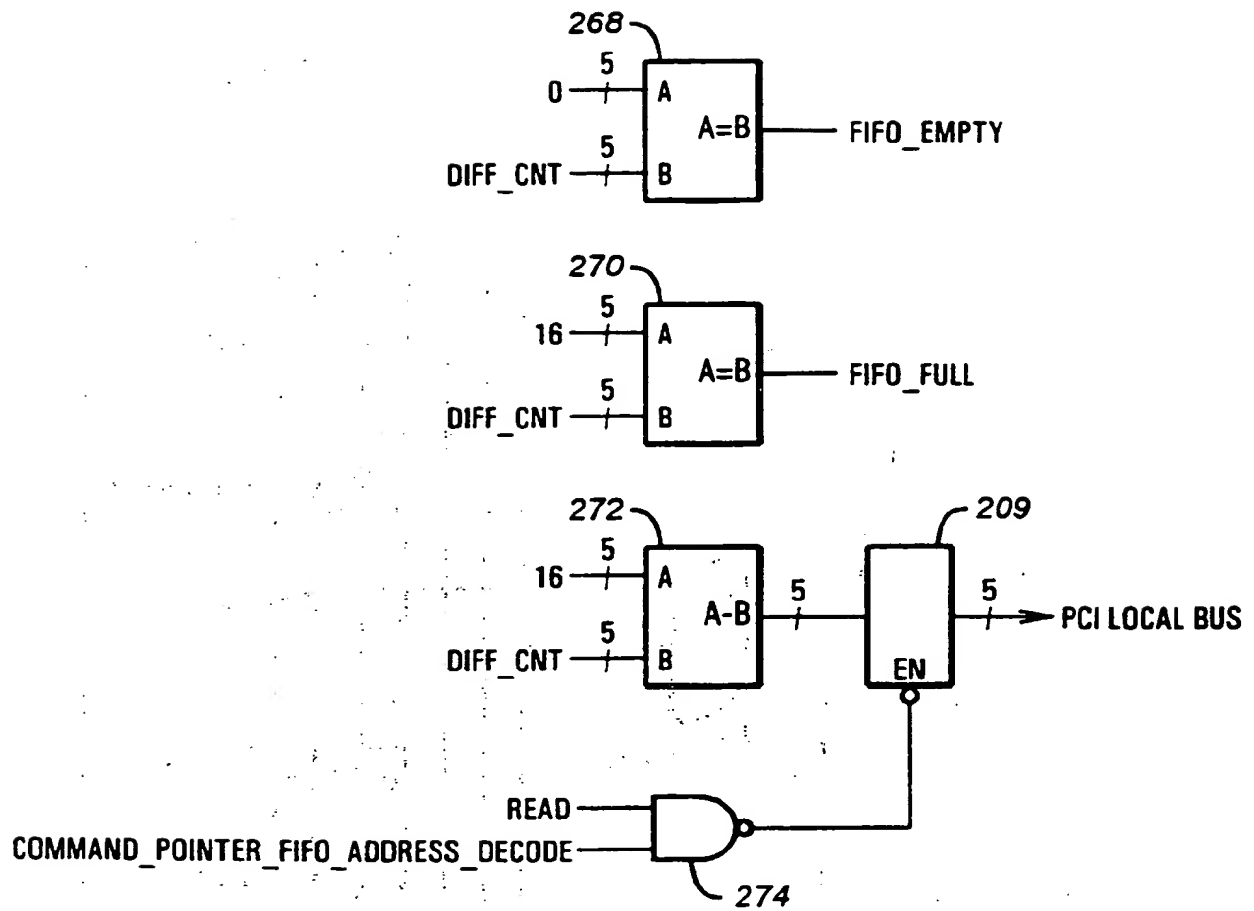 268
5
0 A
A=B FIFO_EMPTY
5
DIFF_CNT B
270
5
16 A
A=B FIFO_FULL
5
DIFF_CNT B
272 209
5
16 A
A-B 5 5 PCI LOCAL BUS
5
DIFF_CNT B
EN
READ
COMMAND_POINTER_FIFO_ADDRESS_DECODE
274